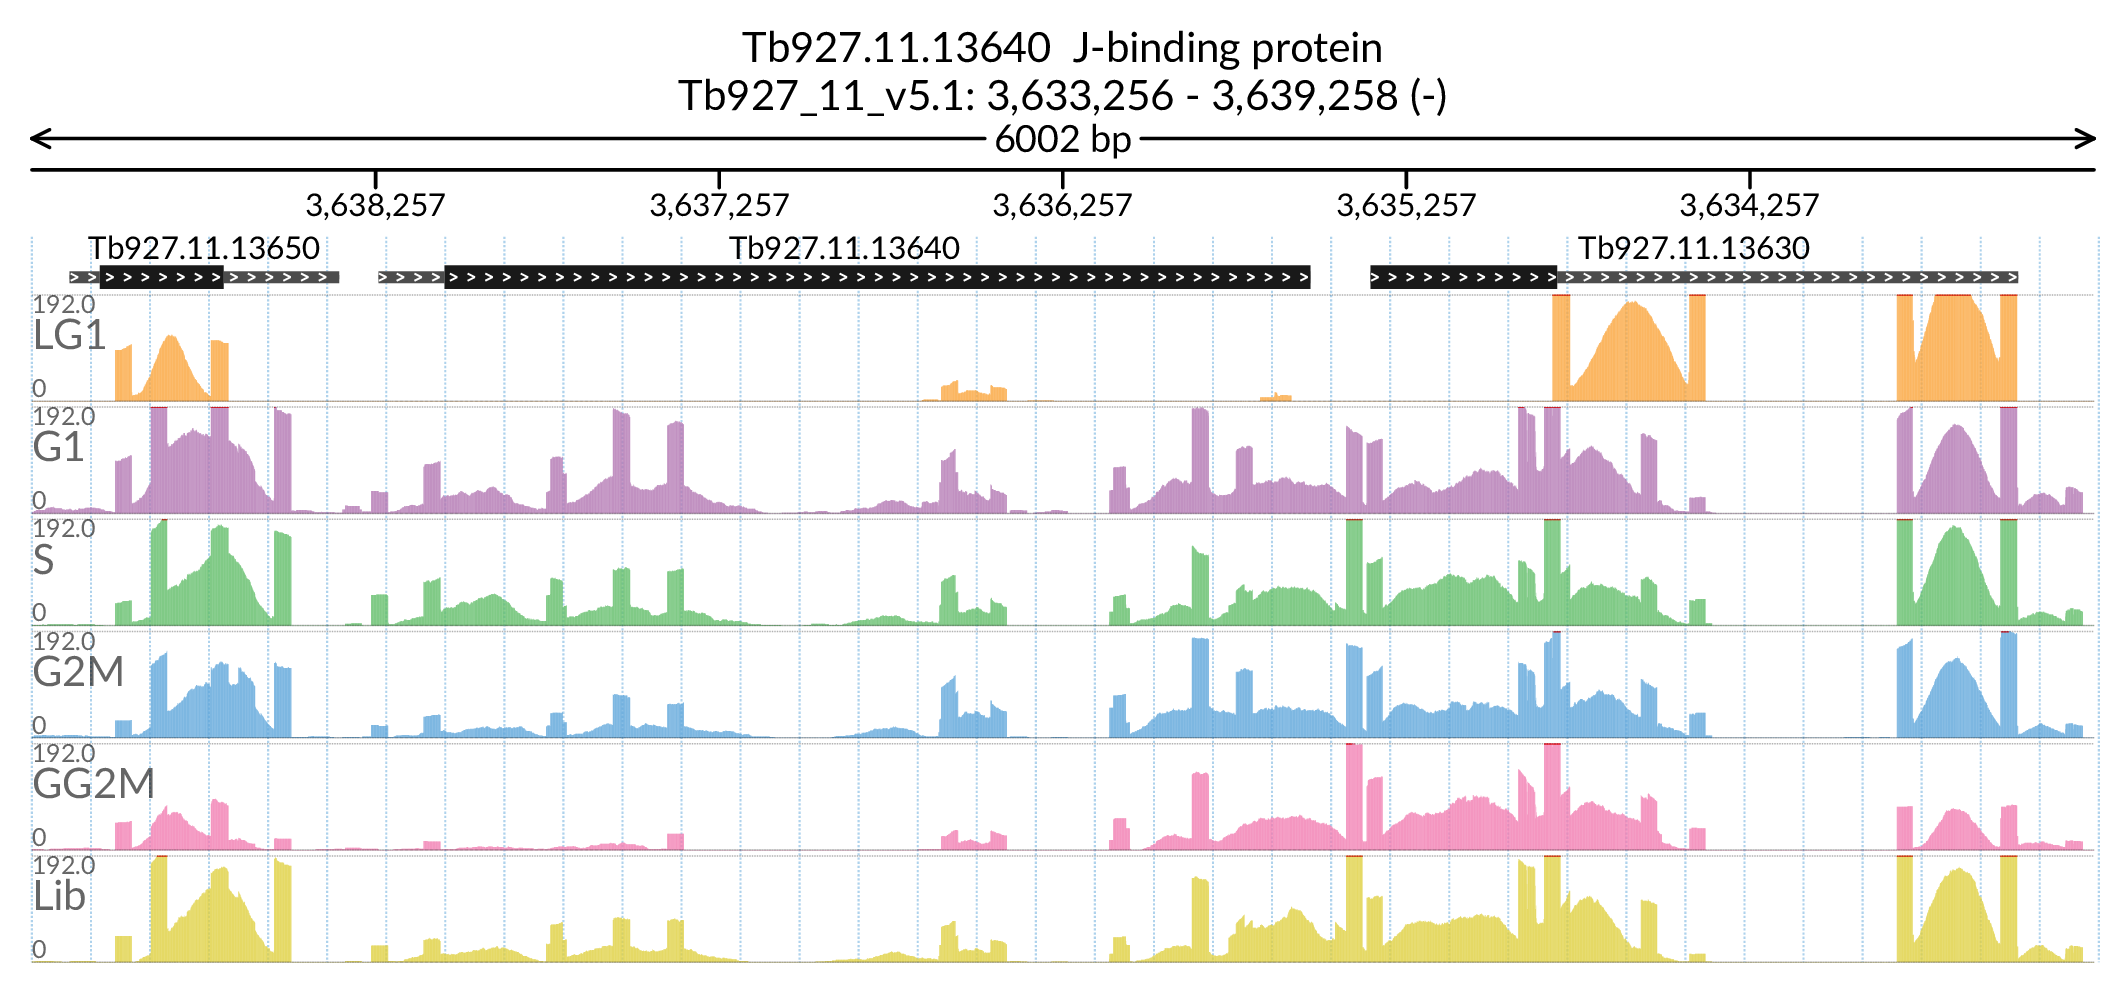 Tb927.11.13640  J-binding protein
Tb927_11_v5.1: 3,633,256 - 3,639,258 (-)
6002 bp
3,638,257 3,637,257 3,636,257 3,635,257 3,634,257
Tb927.11.13650 Tb927.11.13640 Tb927.11.13630
192.0
LG1
0
192.0
G1
0
192.0
S
0
192.0
G2M
0
192.0
GG2M
0
192.0
Lib
0